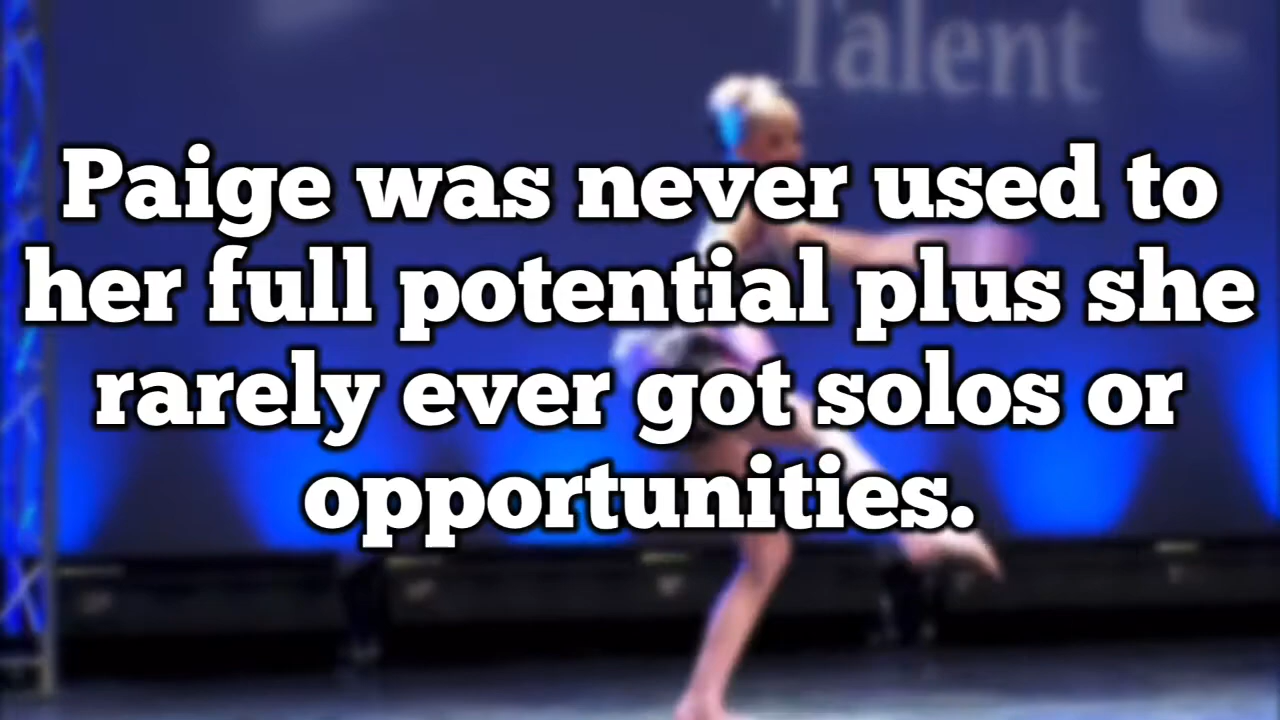 Talent
Paige was never used to
her full potential plus she
rarely ever got solos or
opportunities.